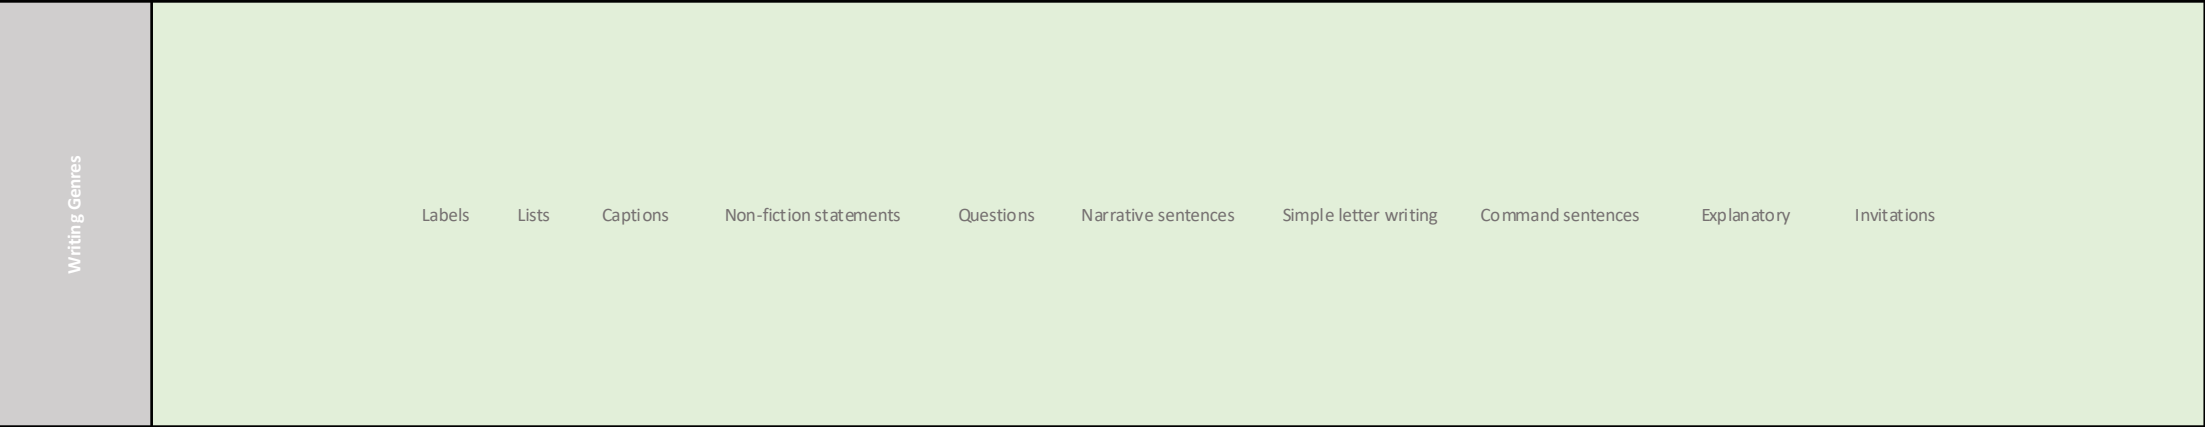 Writing Genres
Labels Lists Captions Non-fiction statements Questions Narrative sentences Simple letter writing Command sentences Explanatory Invitations